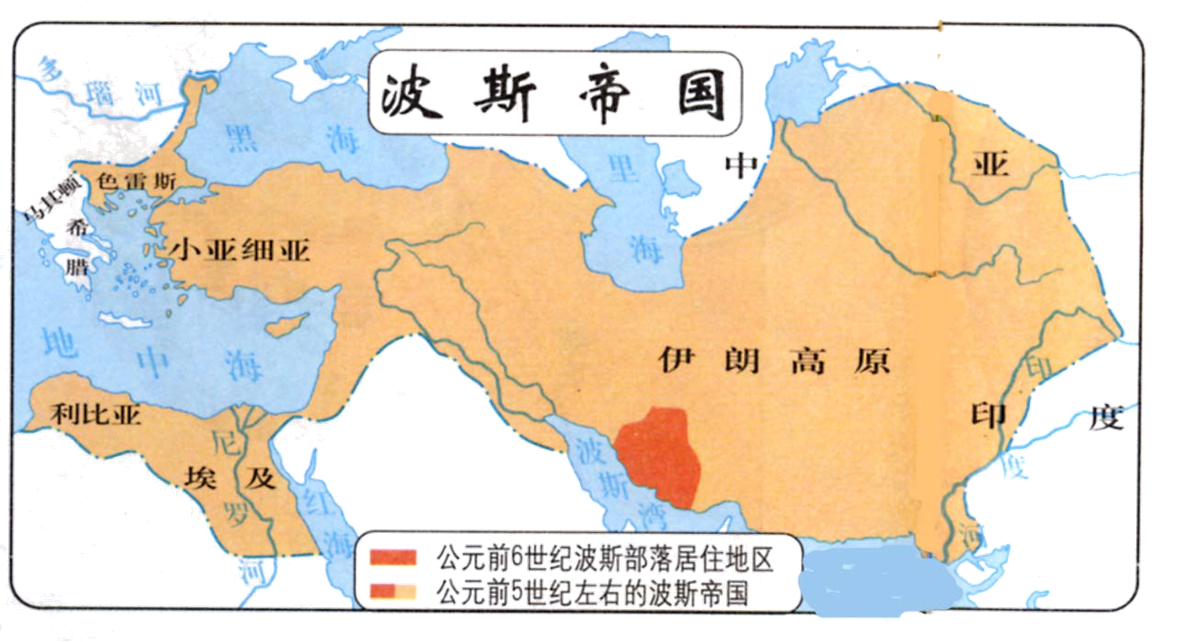 波斯帝国
多瑙河
黑海
里海
中亚
色雷斯
马其顿
希腊
小亚细亚
地中海
伊朗高原
利比亚
尼罗河
埃及
红海
波斯湾
印度
印度河
公元前6世纪波斯部落居住地区
公元前5世纪左右的波斯帝国